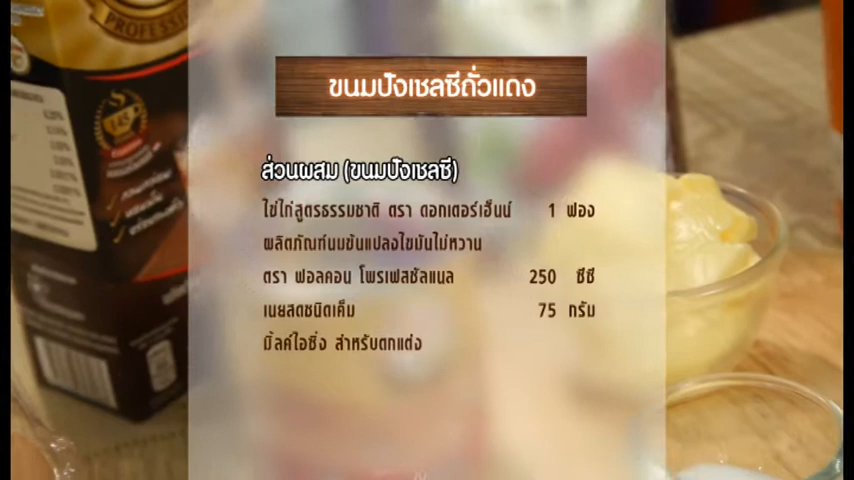 ขนมปังเชลซีถั่วแดง
ส่วนผสม (ขนมปังเชลซี)
ไข่ไก่สูตรธรรมชาติ ตรา ดอกเตอร์เฮ็นน์ 1 ฟอง
ผลิตภัณฑ์นมข้นแปลงไขมันไม่หวาน
ตรา ฟอลคอน โพรเฟสชัลแนล 250 ซีซี
เนยสดชนิดเค็ม 75 กรัม
มิ้ลค์ไอซิ่ง สำหรับตกแต่ง
PROFESSI